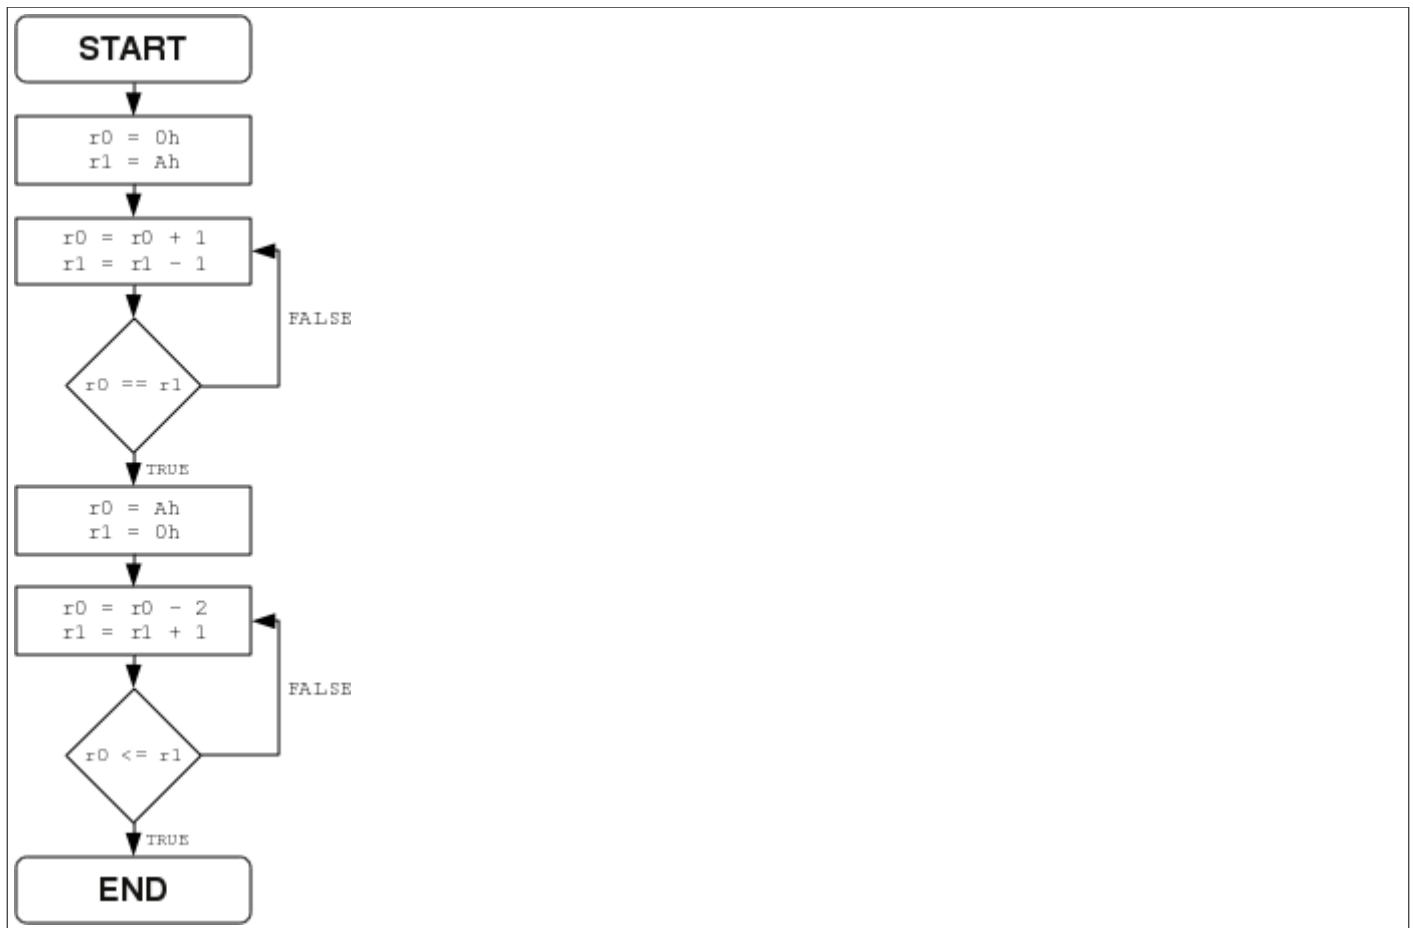 START
r0 = 0h
r1 = Ah
r0 = r0 + 1
r1 = r1 - 1
FALSE
r0 == r1
TRUE
r0 = Ah
r1 = 0h
r0 = r0 - 2
r1 = r1 + 1
FALSE
r0 <= r1
TRUE
END